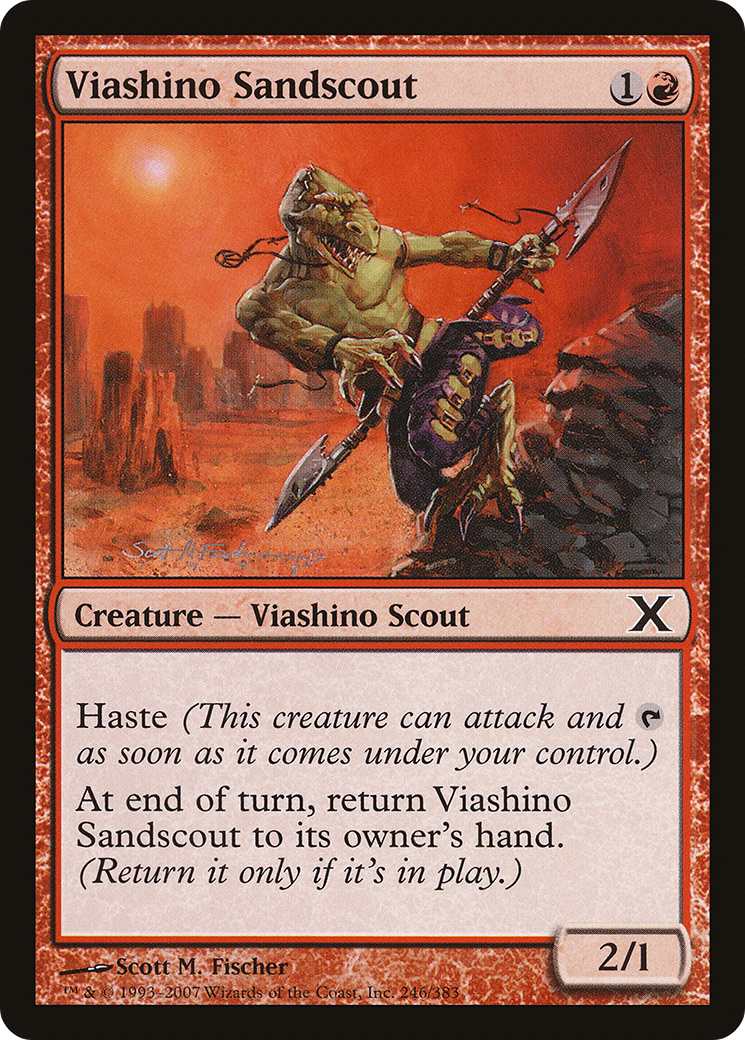 Viashino Sandscout 1
Creature — Viashino Scout X
Haste (This creature can attack and
as soon as it comes under your control.)
At end of turn, return Viashino
Sandscout to its owner's hand.
(Return it only if it's in play.)
2/1
Scott M. Fischer
™ & © 1993–2007 Wizards of the Coast, Inc. 246/383